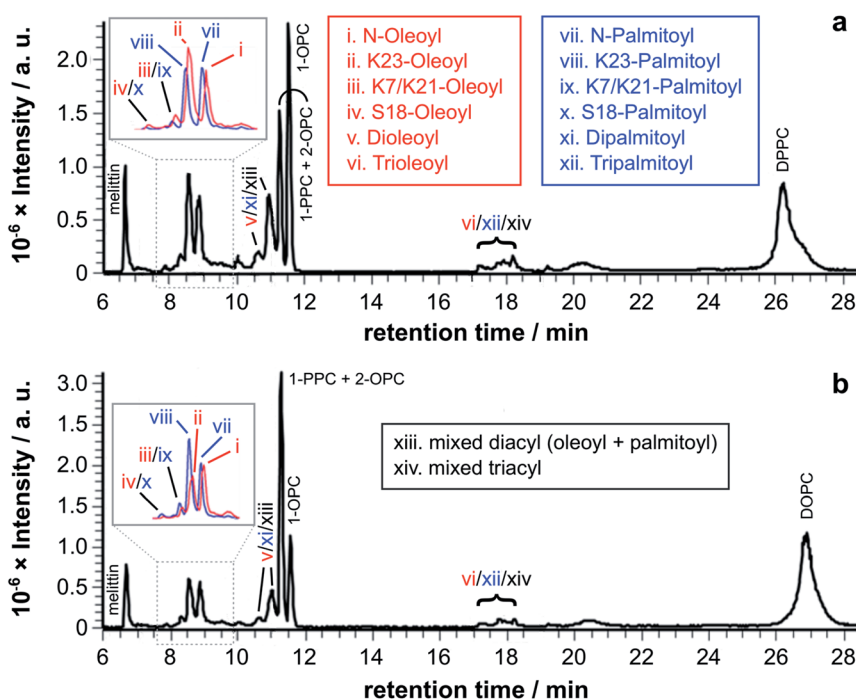 a
10⁻⁶ × Intensity / a. u.
2.0
1.5
1.0
0.5
0
ii
viii
vii
i
iii/ix
iv/x
melittin
v/xi/xiii
1-PPC + 2-OPC
1-OPC
i. N-Oleoyl
ii. K23-Oleoyl
iii. K7/K21-Oleoyl
iv. S18-Oleoyl
v. Dioleoyl
vi. Trioleoyl
vii. N-Palmitoyl
viii. K23-Palmitoyl
ix. K7/K21-Palmitoyl
x. S18-Palmitoyl
xi. Dipalmitoyl
xii. Tripalmitoyl
vi/xii/xiv
DPPC
6 8 10 12 14 16 18 20 22 24 26 28
retention time / min
b
10⁻⁶ × Intensity / a. u.
3.0
2.5
2.0
1.5
1.0
0.5
0
viii
ii
vii
i
iii/ix
iv/x
melittin
v/xi/xiii
1-PPC + 2-OPC
1-OPC
xiii. mixed diacyl (oleoyl + palmitoyl)
xiv. mixed triacyl
vi/xii/xiv
DOPC
6 8 10 12 14 16 18 20 22 24 26 28
retention time / min